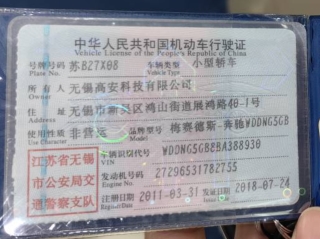 中华人民共和国机动车行驶证
Vehicle License of the People's Republic of China
号牌号码 苏BZ7X08 车辆类型 小型轿车
Plate No. Vehicle Type
所有人 无锡高安科技有限公司
Owner
住址 无锡市新吴区鸿山街道展鸿路40-1号
Address
使用性质 非营运 品牌型号 梅赛德斯-奔驰WDDNG5GB
Use Character Model
江苏省无锡
市公安局交
通警察支队
车辆识别代号 WDDNG5GB8BA388930
VIN
发动机号码 27296531782755
Engine No.
注册日期 2011-03-31 发证日期 2018-07-24
Register Date Issue Date